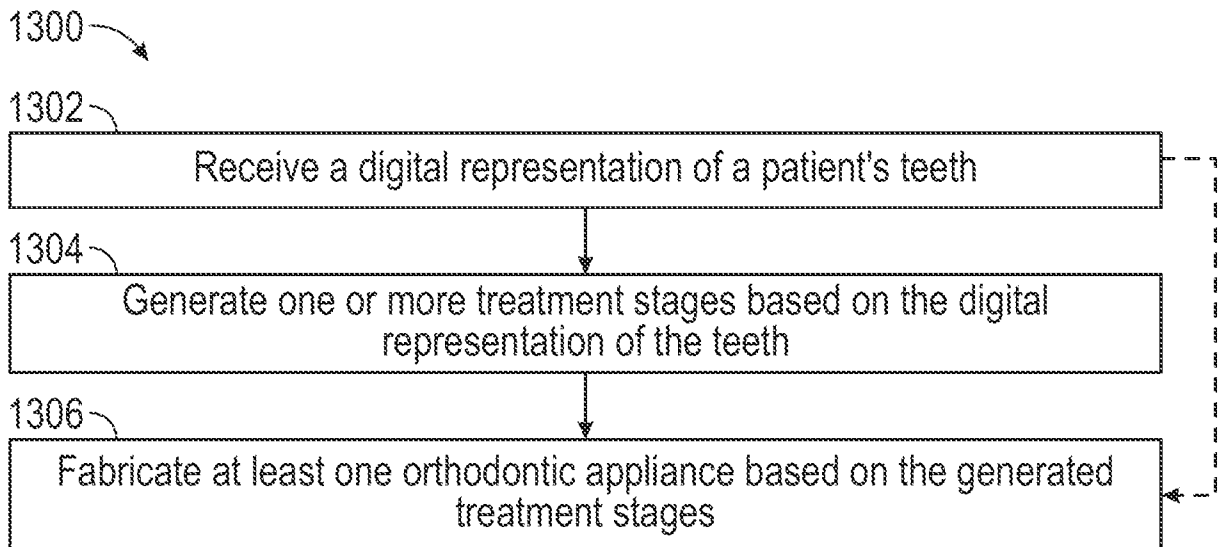 1300
1302
Receive a digital representation of a patient's teeth
1304
Generate one or more treatment stages based on the digital
representation of the teeth
1306
Fabricate at least one orthodontic appliance based on the generated
treatment stages